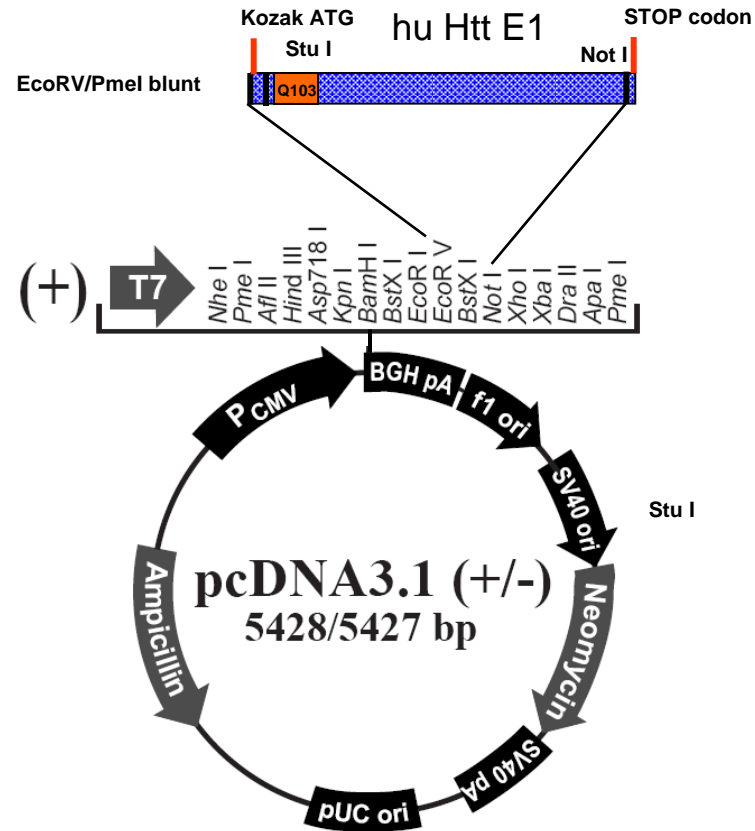 Kozak ATG
STOP codon
hu Htt E1
Stu I
Not I
EcoRV/PmeI blunt
Q103
(+)
T7
Nhe I
Pme I
Afl II
Hind III
Asp718 I
Kpn I
BamH I
BstX I
EcoR I
EcoR V
BstX I
Not I
Xho I
Xba I
Dra II
Apa I
Pme I
P CMV
BGH pA
f1 ori
SV40 ori
Stu I
pcDNA3.1 (+/-)
5428/5427 bp
Ampicillin
Neomycin
SV40 pA
pUC ori